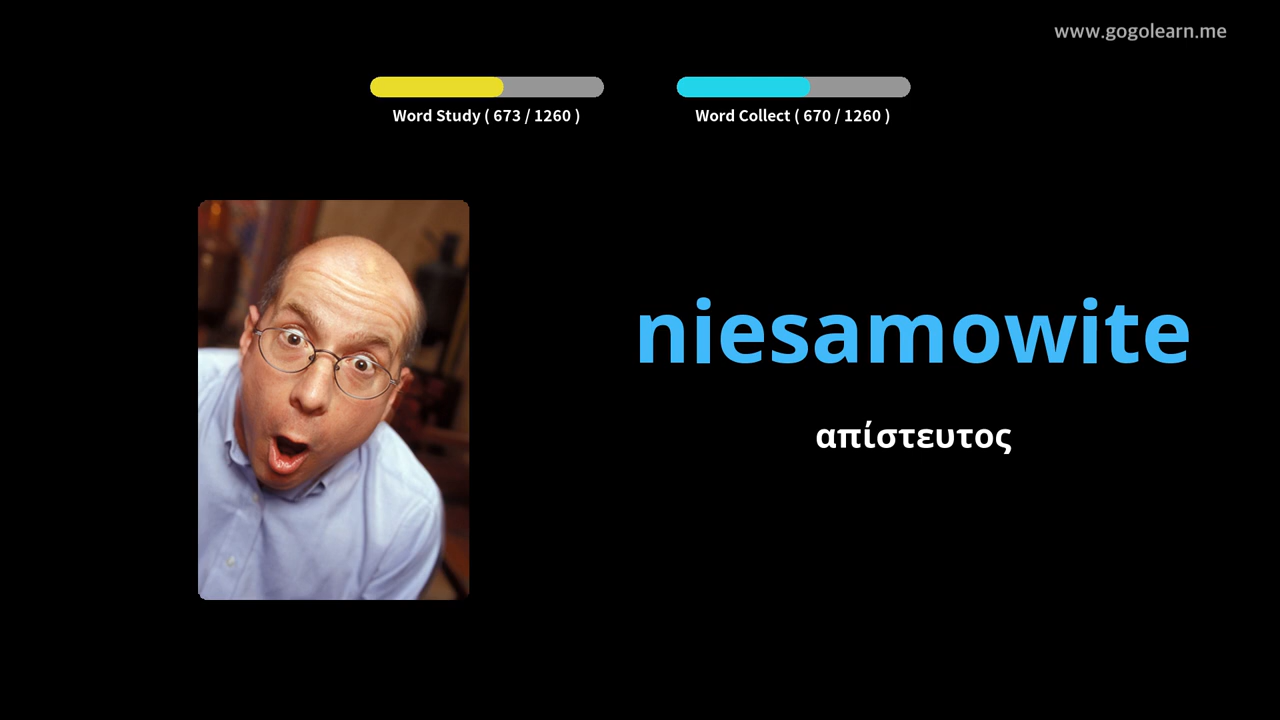 www.gogolearn.me
Word Study ( 673 / 1260 )
Word Collect ( 670 / 1260 )
niesamowite
απίστευτος